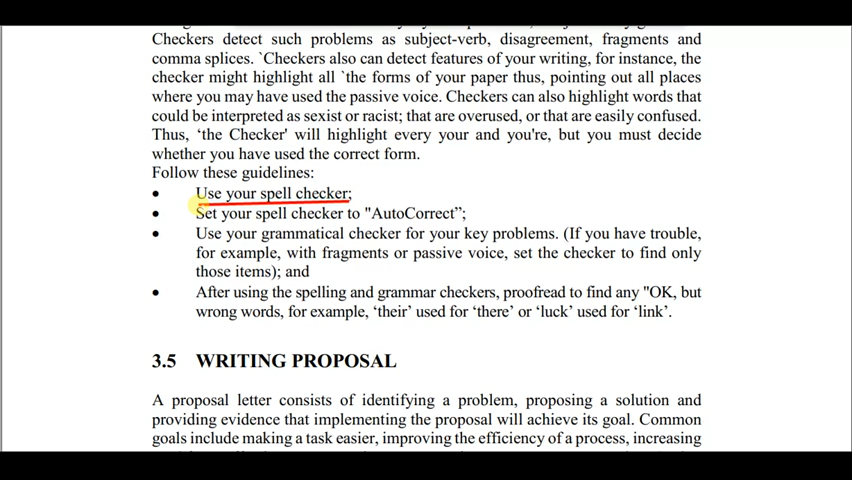 Checkers detect such problems as subject-verb, disagreement, fragments and
comma splices. `Checkers also can detect features of your writing, for instance, the
checker might highlight all `the forms of your paper thus, pointing out all places
where you may have used the passive voice. Checkers can also highlight words that
could be interpreted as sexist or racist; that are overused, or that are easily confused.
Thus, ‘the Checker' will highlight every your and you're, but you must decide
whether you have used the correct form.
Follow these guidelines:
• Use your spell checker;
• Set your spell checker to "AutoCorrect”;
• Use your grammatical checker for your key problems. (If you have trouble,
for example, with fragments or passive voice, set the checker to find only
those items); and
• After using the spelling and grammar checkers, proofread to find any "OK, but
wrong words, for example, ‘their’ used for ‘there’ or ‘luck’ used for ‘link’.
3.5 WRITING PROPOSAL
A proposal letter consists of identifying a problem, proposing a solution and
providing evidence that implementing the proposal will achieve its goal. Common
goals include making a task easier, improving the efficiency of a process, increasing